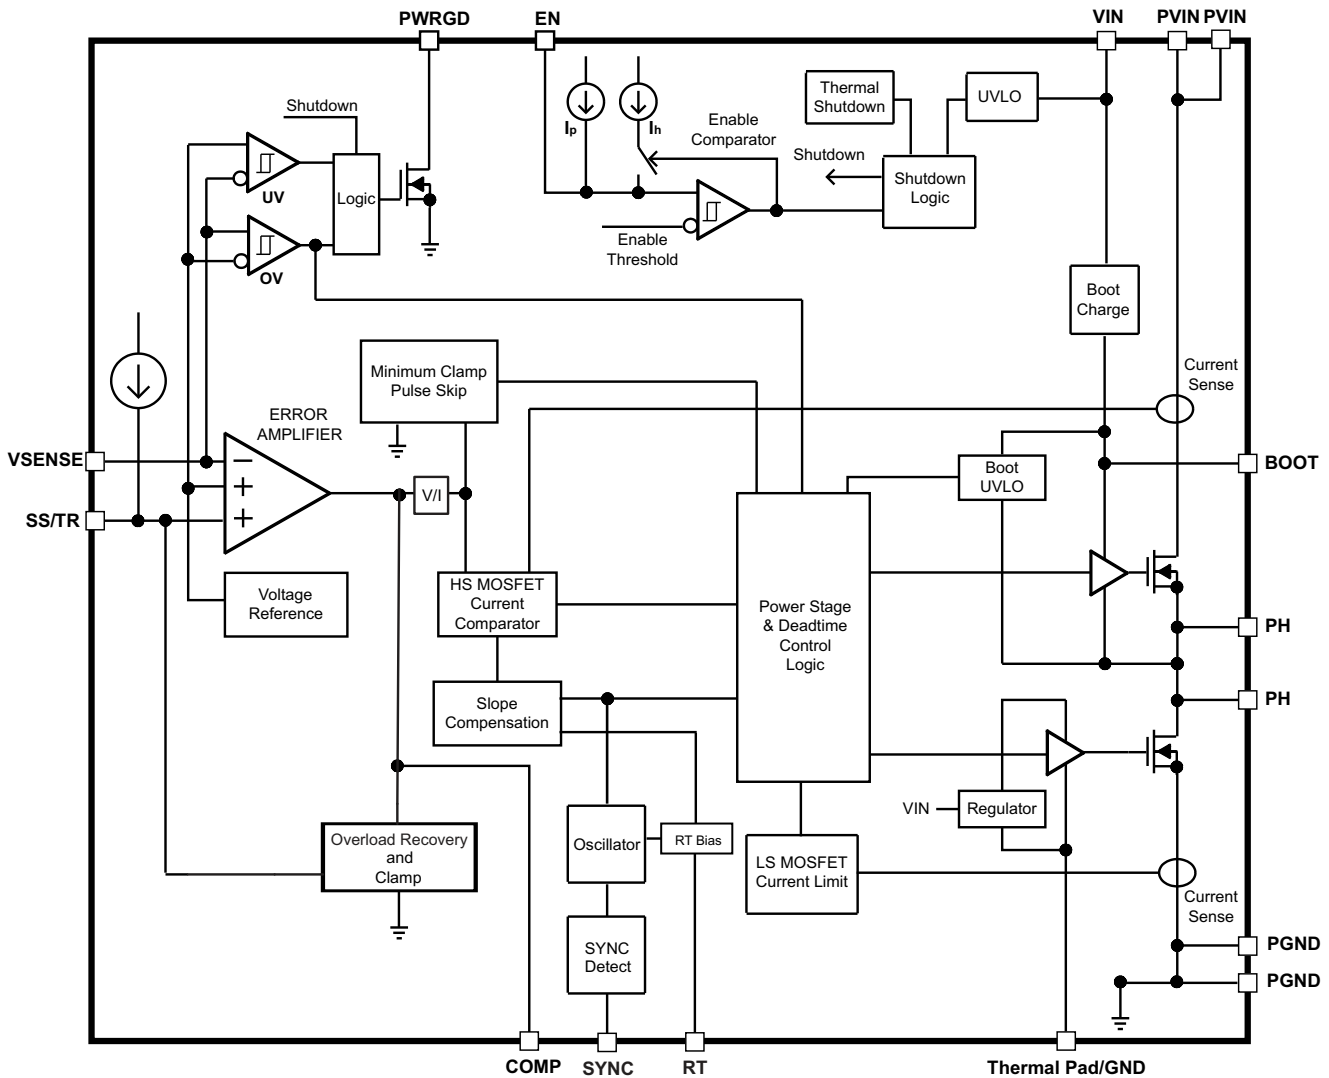 PWRGD
EN
VIN
PVIN PVIN
Shutdown
Thermal
Shutdown
UVLO
Ip
Ih
Enable
Comparator
Shutdown
Shutdown
Logic
UV
Logic
Enable
Threshold
OV
Boot
Charge
Minimum Clamp
Pulse Skip
Current
Sense
ERROR
AMPLIFIER
VSENSE
−
+
+
SS/TR
V/I
Boot
UVLO
BOOT
Voltage
Reference
HS MOSFET
Current
Comparator
Power Stage
& Deadtime
Control
Logic
PH
PH
Slope
Compensation
VIN
Regulator
Overload Recovery
and
Clamp
Oscillator
RT Bias
LS MOSFET
Current Limit
Current
Sense
SYNC
Detect
PGND
PGND
COMP
SYNC
RT
Thermal Pad/GND